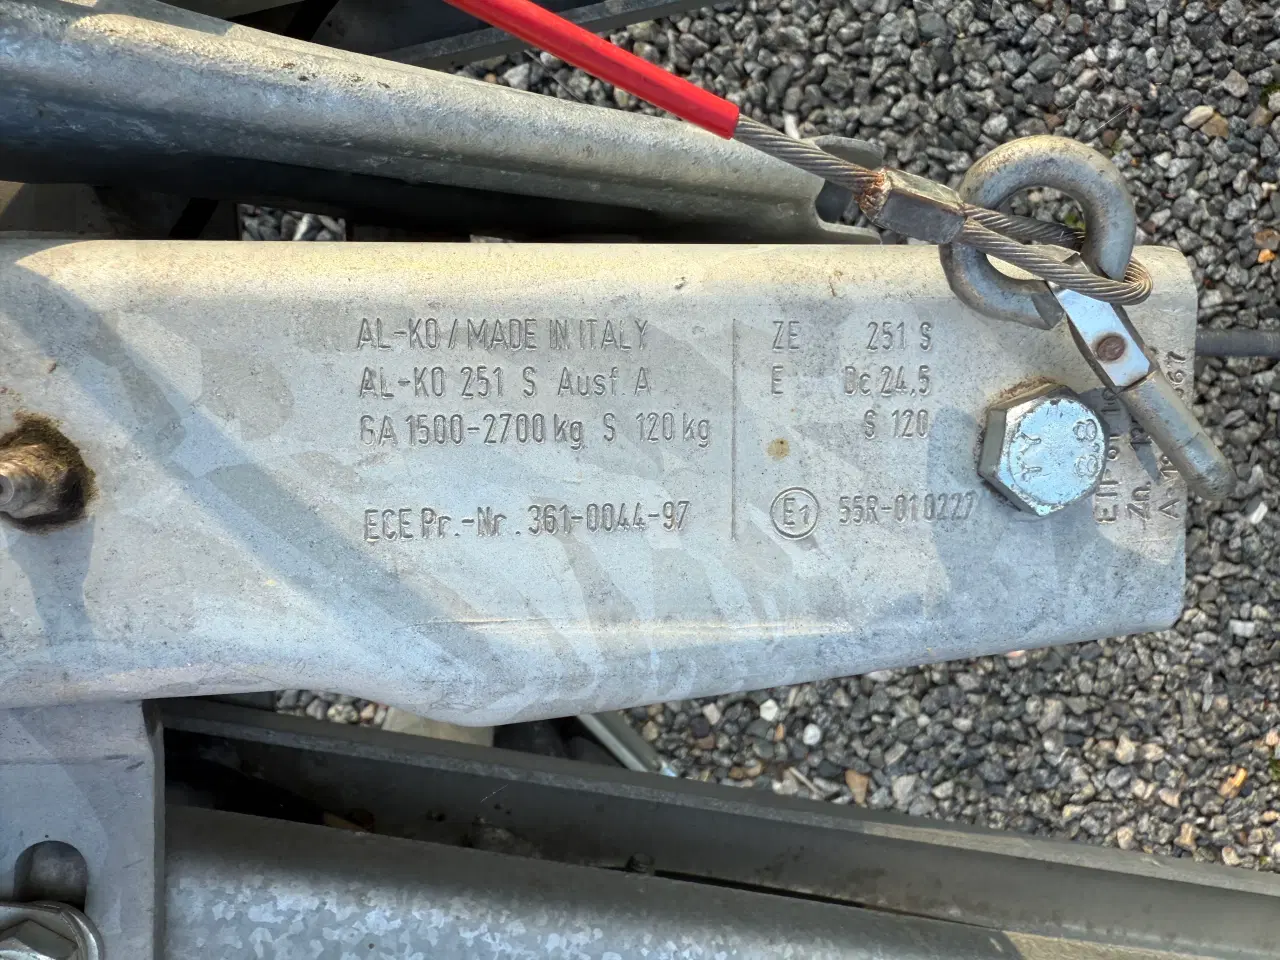 AL-KO / MADE IN ITALY
AL-KO 251 S Ausf. A
GA 1500-2700 kg S 120 kg
ECE Pr.-Nr. 361-0044-97
ZE 251 S
E Dc 24,5
S 120
E1 55R-010227
8.8